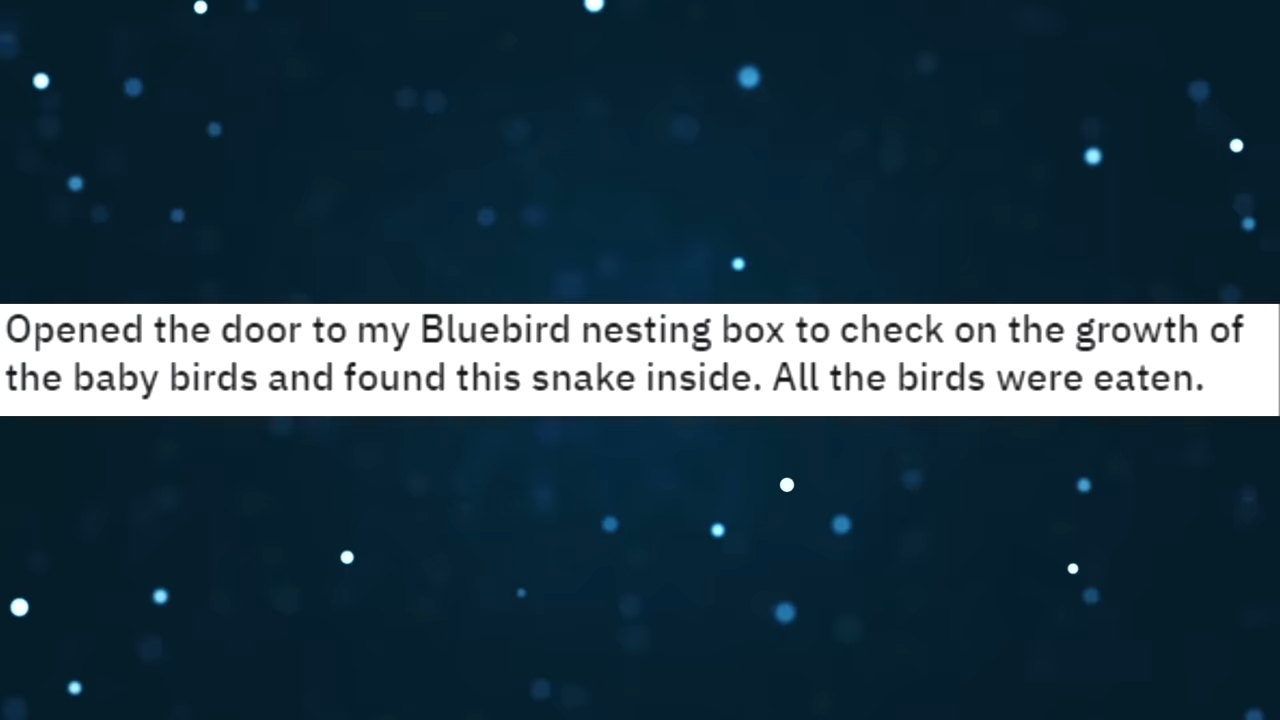 Opened the door to my Bluebird nesting box to check on the growth of
the baby birds and found this snake inside. All the birds were eaten.